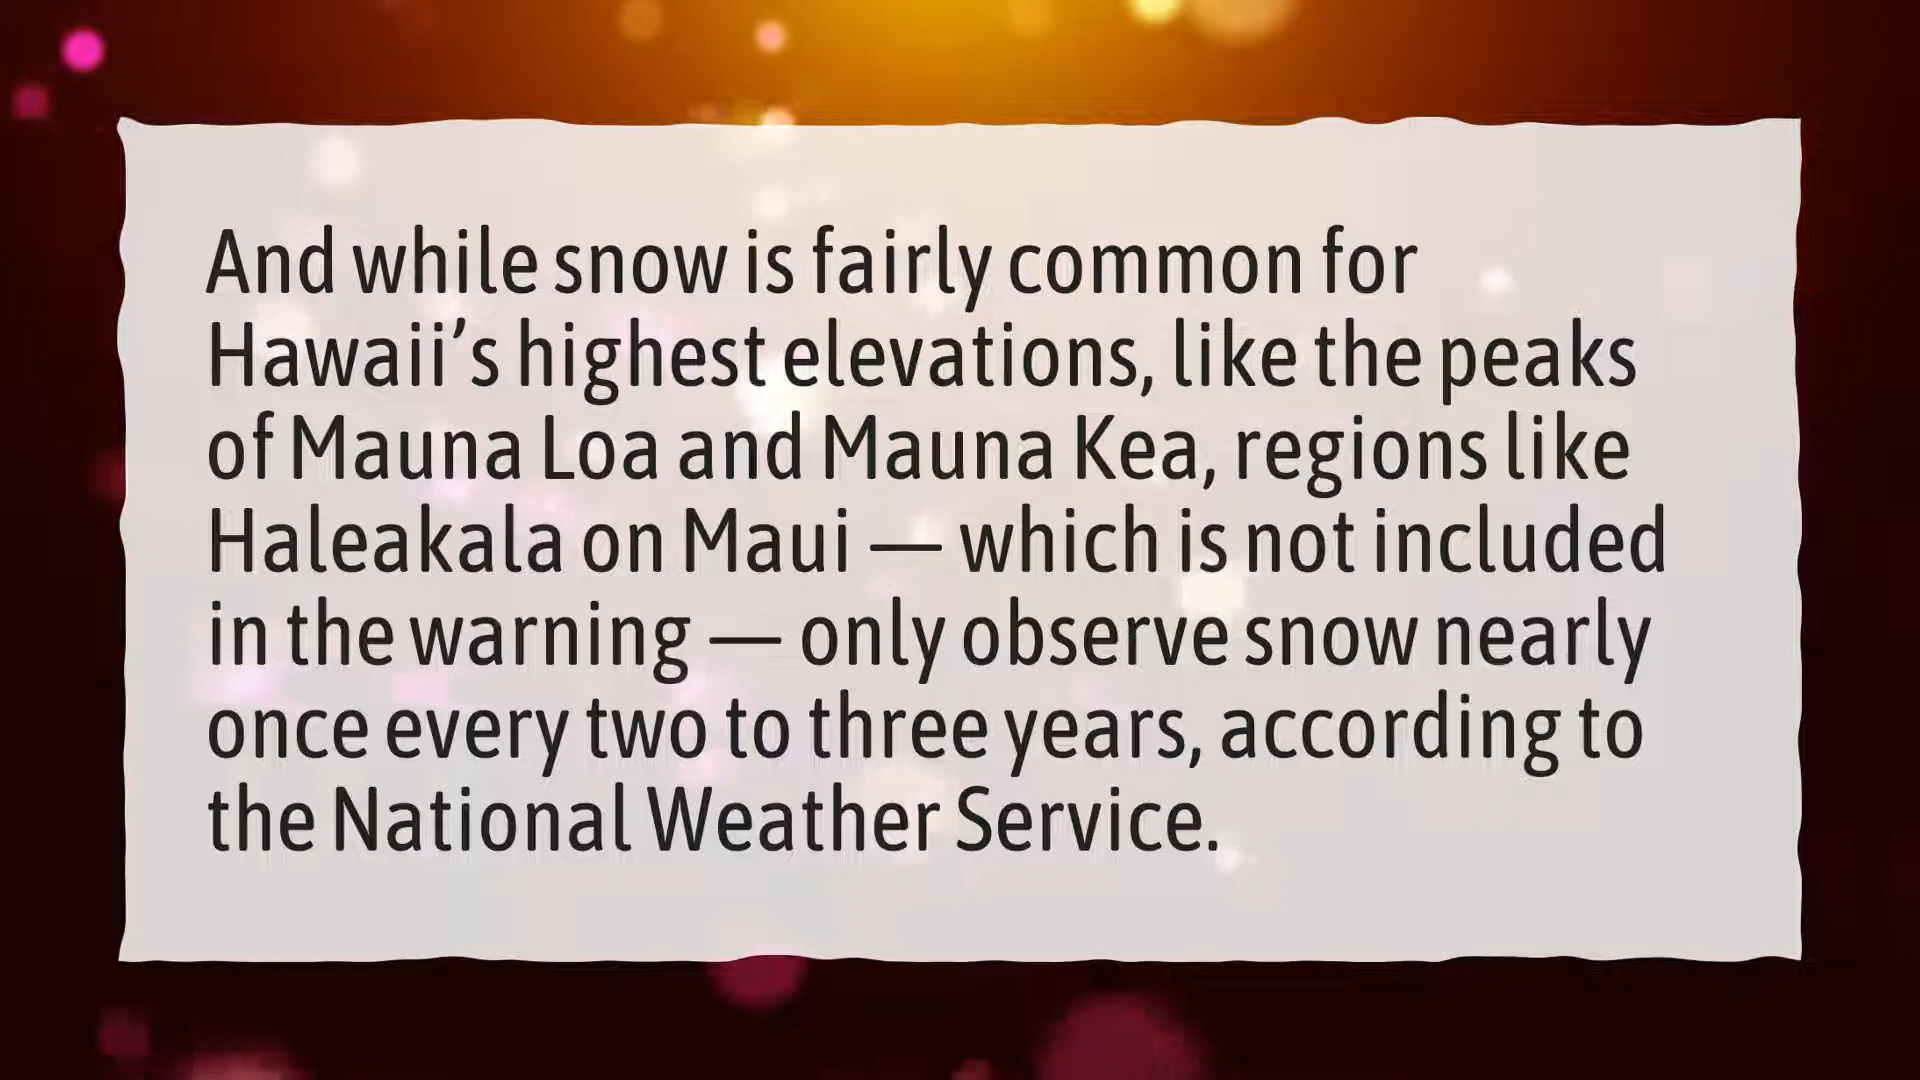 And while snow is fairly common for
Hawaii’s highest elevations, like the peaks
of Mauna Loa and Mauna Kea, regions like
Haleakala on Maui — which is not included
in the warning — only observe snow nearly
once every two to three years, according to
the National Weather Service.